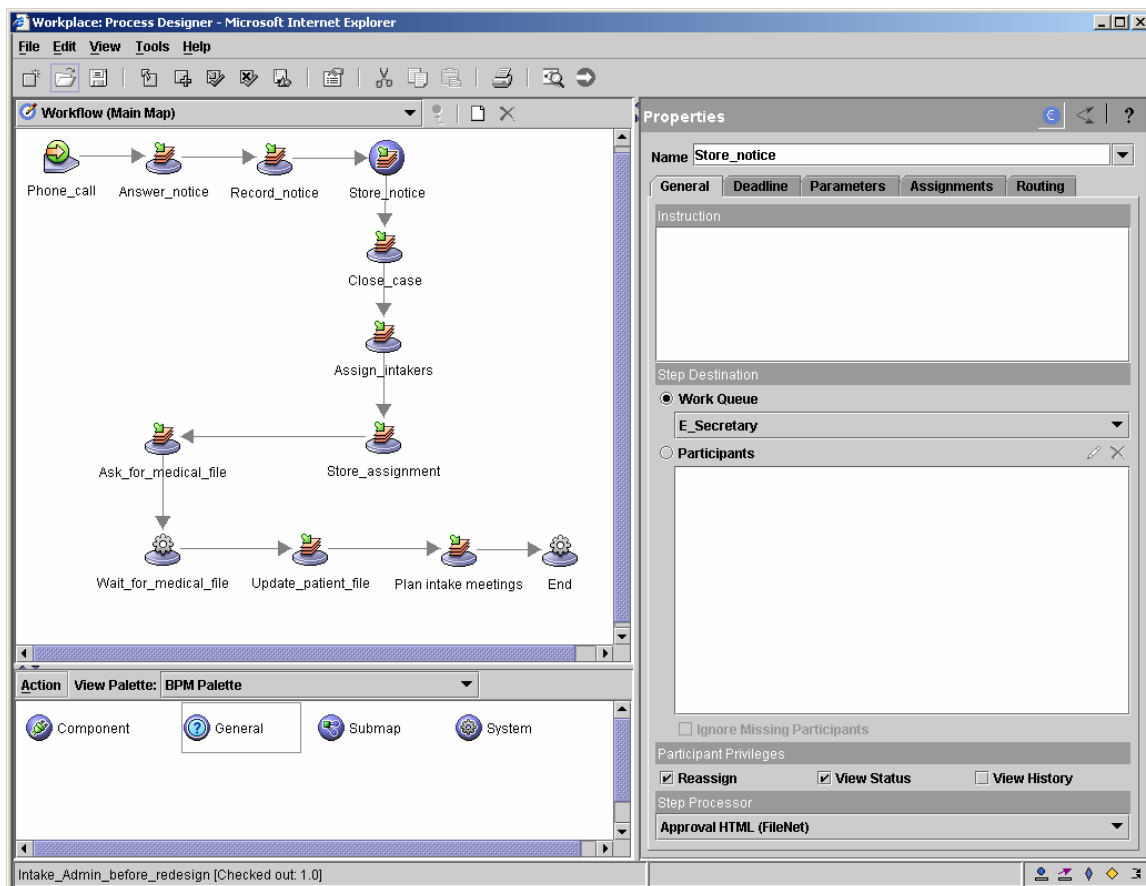 Workplace: Process Designer - Microsoft Internet Explorer
File Edit View Tools Help
Workflow (Main Map)
Phone_call Answer_notice Record_notice Store_notice
Close_case
Assign_intakers
Ask_for_medical_file Store_assignment
Wait_for_medical_file Update_patient_file Plan intake meetings End
Action View Palette: BPM Palette
Component General Submap System
Properties
?
Name Store_notice
General Deadline Parameters Assignments Routing
Instruction
Step Destination
Work Queue
E_Secretary
Participants
Ignore Missing Participants
Participant Privileges
Reassign View Status View History
Step Processor
Approval HTML (FileNet)
Intake_Admin_before_redesign [Checked out: 1.0]